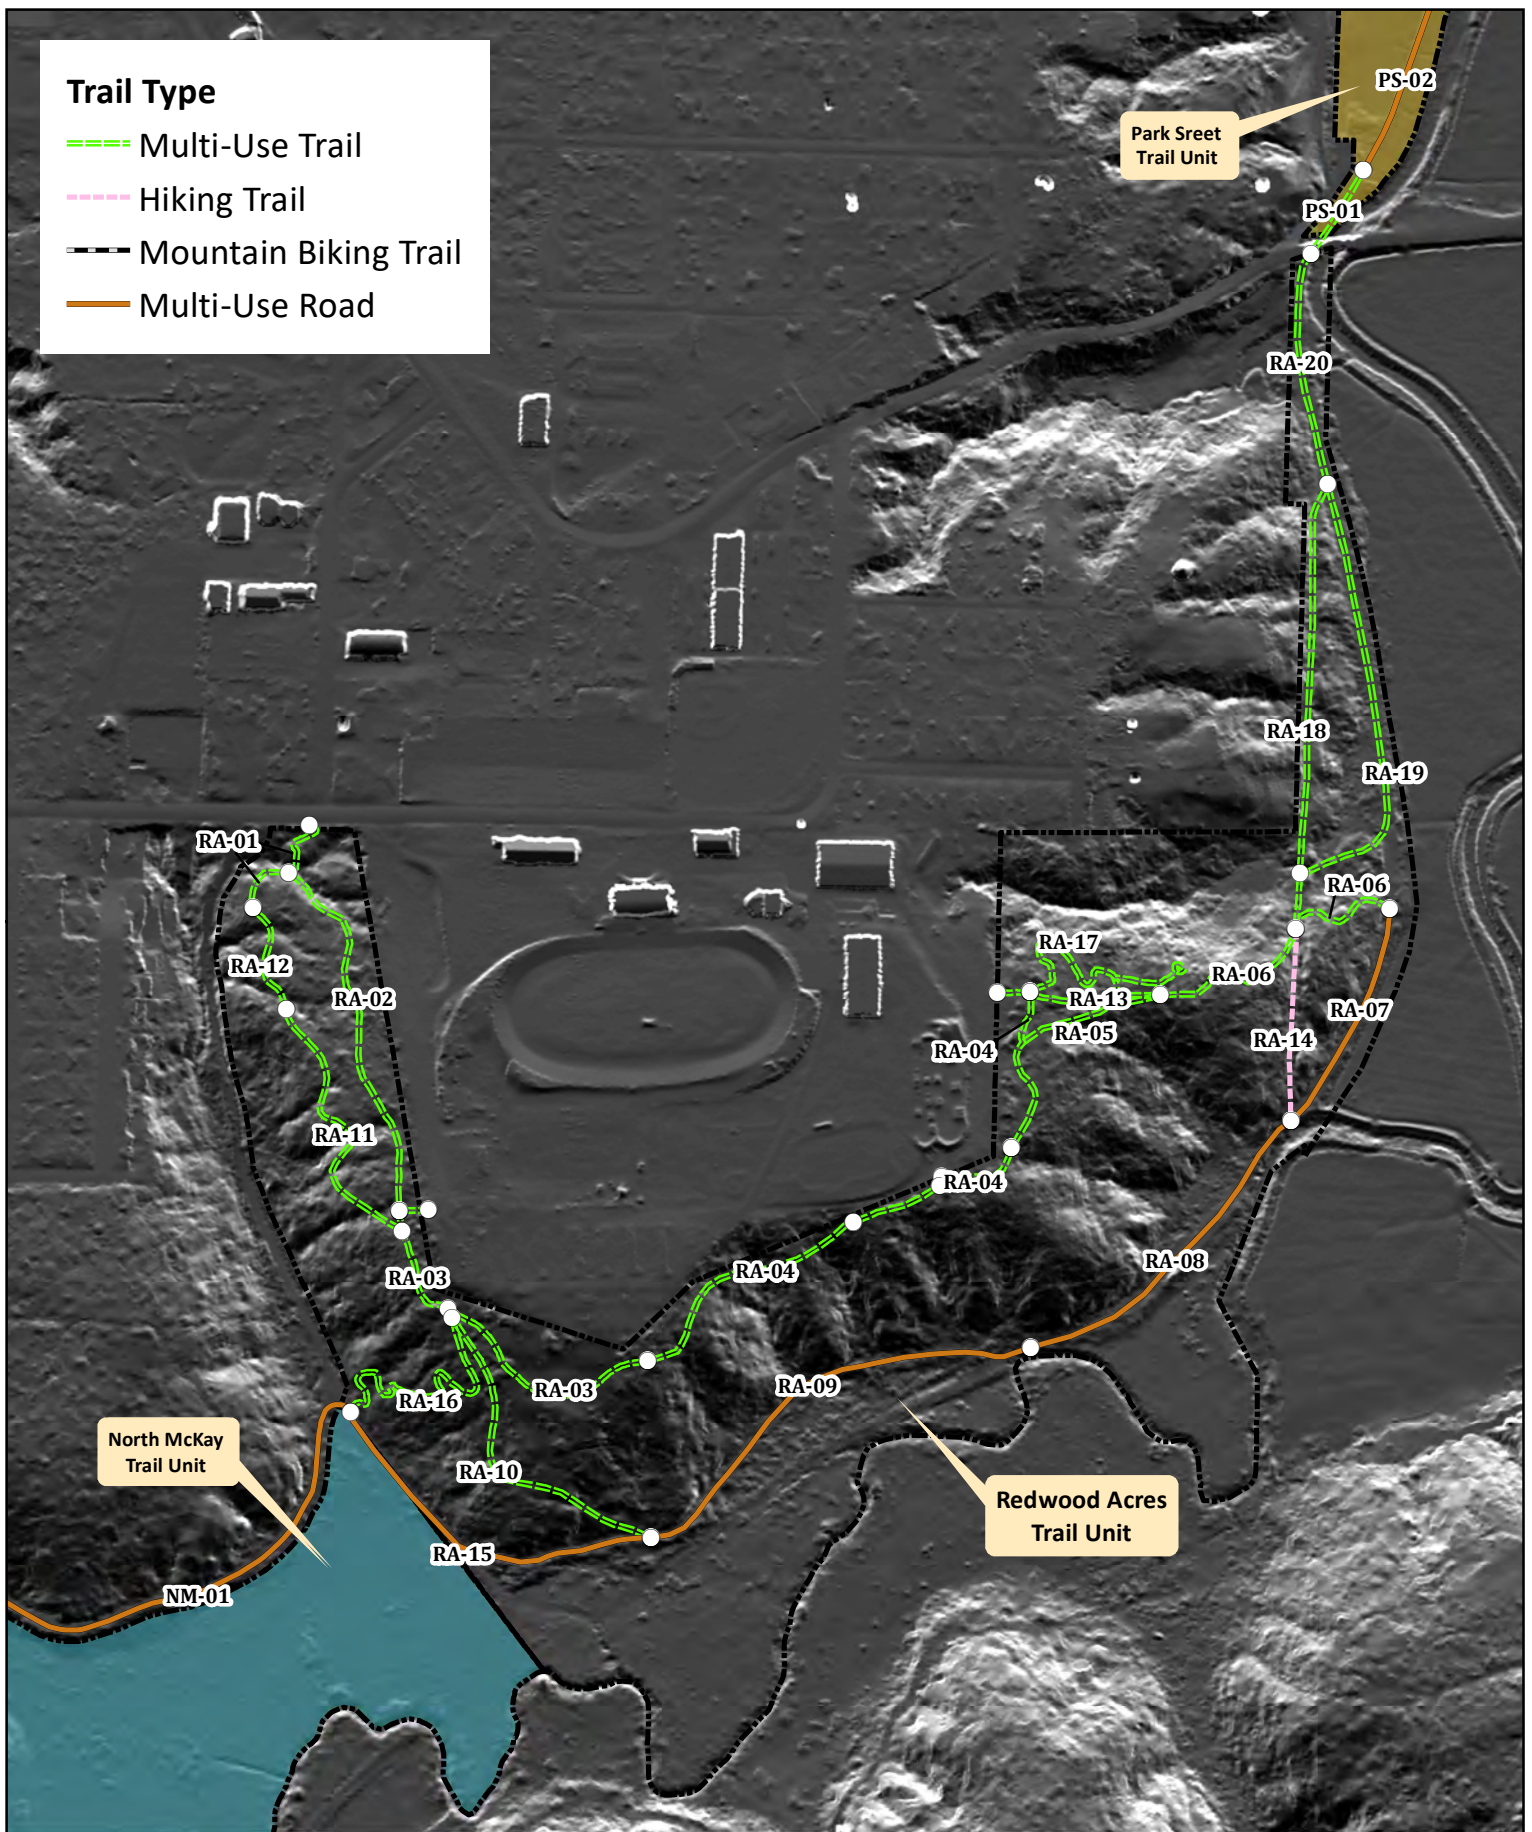 Trail Type
Multi-Use Trail
Hiking Trail
Mountain Biking Trail
Multi-Use Road
PS-02
Park Sreet
Trail Unit
PS-01
RA-20
RA-18
RA-19
RA-01
RA-06
RA-17
RA-12
RA-06
RA-02
RA-13
RA-07
RA-05
RA-14
RA-04
RA-11
RA-04
RA-08
RA-04
RA-03
RA-09
RA-03
RA-16
North McKay
Trail Unit
RA-10
Redwood Acres
Trail Unit
RA-15
NM-01